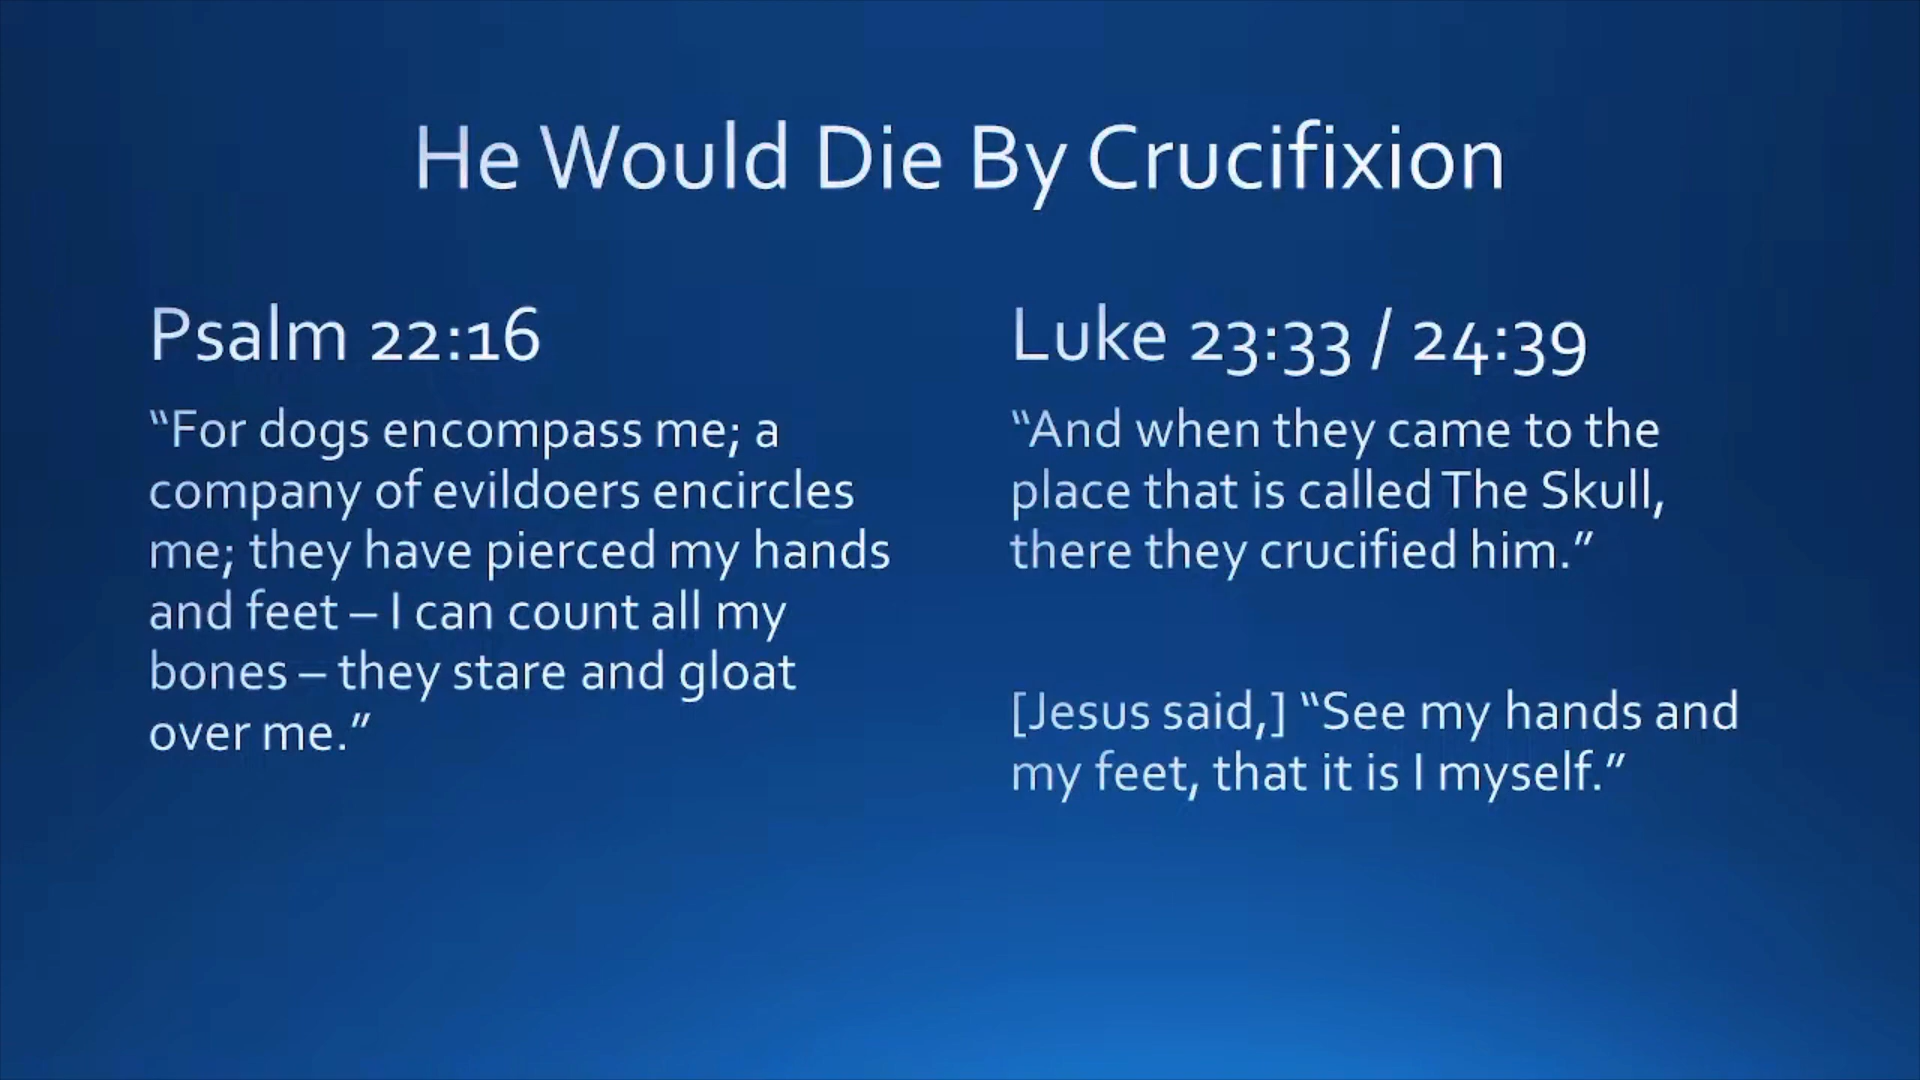 He Would Die By Crucifixion
Psalm 22:16
“For dogs encompass me; a
company of evildoers encircles
me; they have pierced my hands
and feet – I can count all my
bones – they stare and gloat
over me.”
Luke 23:33 / 24:39
“And when they came to the
place that is called The Skull,
there they crucified him.”
[Jesus said,] “See my hands and
my feet, that it is I myself.”